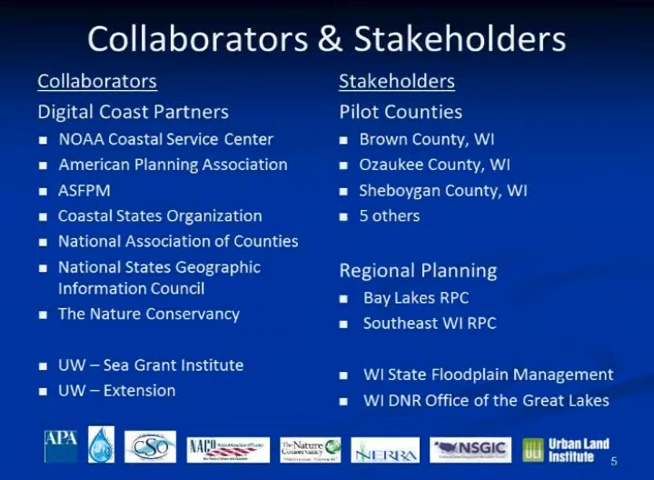 Collaborators & Stakeholders
Collaborators
Digital Coast Partners
NOAA Coastal Service Center
American Planning Association
ASFPM
Coastal States Organization
National Association of Counties
National States Geographic
Information Council
The Nature Conservancy
UW – Sea Grant Institute
UW – Extension
Stakeholders
Pilot Counties
Brown County, WI
Ozaukee County, WI
Sheboygan County, WI
5 others
Regional Planning
Bay Lakes RPC
Southeast WI RPC
WI State Floodplain Management
WI DNR Office of the Great Lakes
APA
CSO
NACO
The Nature
Conservancy
NERRA
NSGIC
ULI
Urban Land
Institute
5